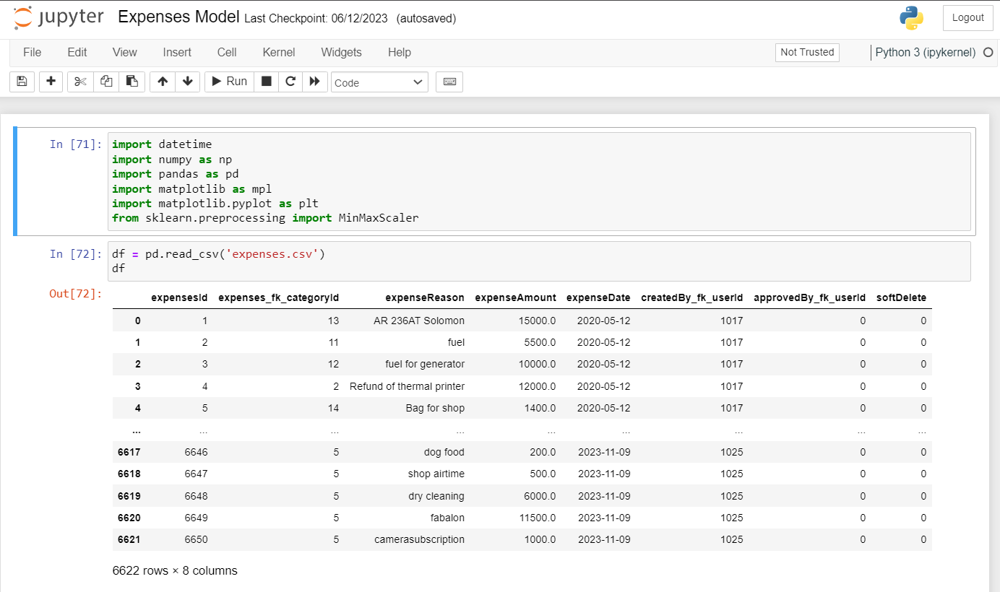 jupyter Expenses Model Last Checkpoint: 06/12/2023 (autosaved) Logout
File Edit View Insert Cell Kernel Widgets Help Not Trusted Python 3 (ipykernel)
Run Code
In [71]: import datetime
import numpy as np
import pandas as pd
import matplotlib as mpl
import matplotlib.pyplot as plt
from sklearn.preprocessing import MinMaxScaler
In [72]: df = pd.read_csv('expenses.csv')
df
Out[72]:
expensesId expenses_fk_categoryId expenseReason expenseAmount expenseDate createdBy_fk_userId approvedBy_fk_userId softDelete
0 1 13 AR 236AT Solomon 15000.0 2020-05-12 1017 0 0
1 2 11 fuel 5500.0 2020-05-12 1017 0 0
2 3 12 fuel for generator 10000.0 2020-05-12 1017 0 0
3 4 2 Refund of thermal printer 12000.0 2020-05-12 1017 0 0
4 5 14 Bag for shop 1400.0 2020-05-12 1017 0 0
... ... ... ... ... ... ... ... ...
6617 6646 5 dog food 200.0 2023-11-09 1025 0 0
6618 6647 5 shop airtime 500.0 2023-11-09 1025 0 0
6619 6648 5 dry cleaning 6000.0 2023-11-09 1025 0 0
6620 6649 5 fabalon 11500.0 2023-11-09 1025 0 0
6621 6650 5 camerasubscription 1000.0 2023-11-09 1025 0 0
6622 rows × 8 columns